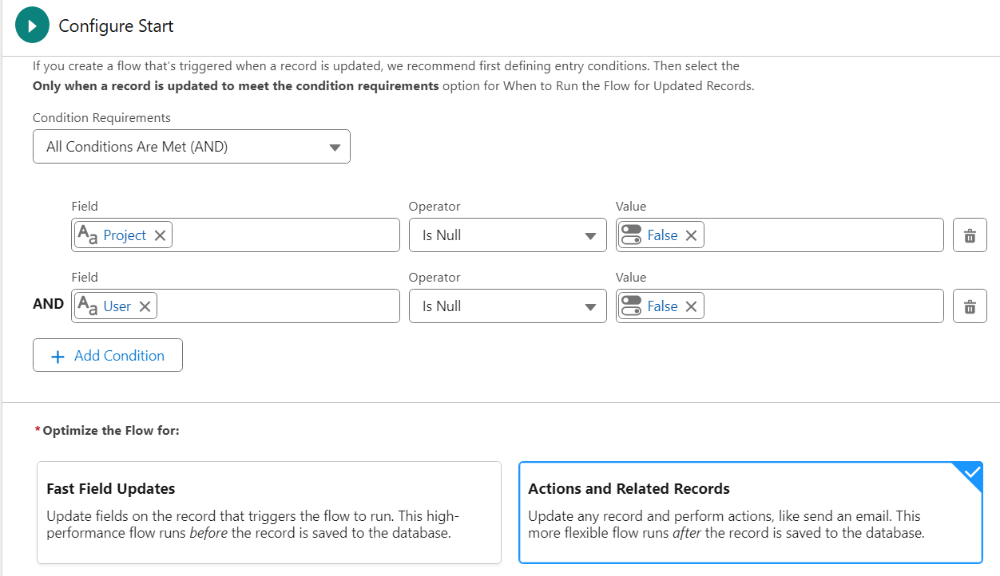 Configure Start
If you create a flow that's triggered when a record is updated, we recommend first defining entry conditions. Then select the
Only when a record is updated to meet the condition requirements option for When to Run the Flow for Updated Records.
Condition Requirements
All Conditions Are Met (AND)
Field Operator Value
Aa Project Is Null False
Field Operator Value
AND Aa User Is Null False
+ Add Condition
* Optimize the Flow for:
Fast Field Updates
Update fields on the record that triggers the flow to run. This high-
performance flow runs before the record is saved to the database.
Actions and Related Records
Update any record and perform actions, like send an email. This
more flexible flow runs after the record is saved to the database.